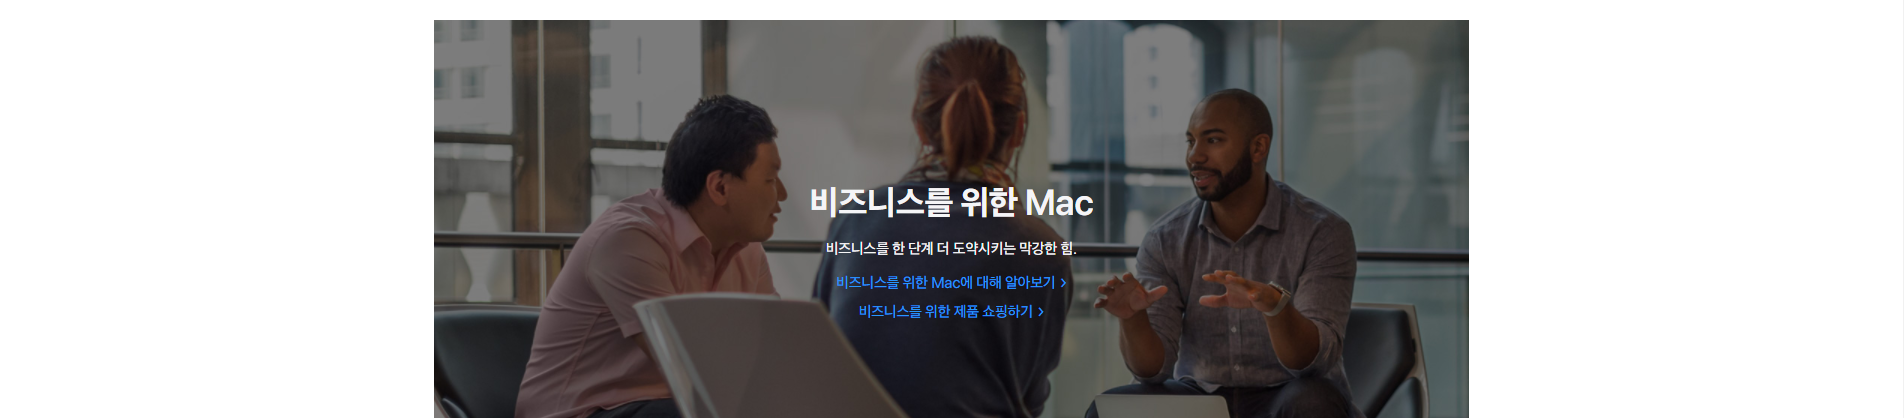 비즈니스를 위한 Mac
비즈니스를 한 단계 더 도약시키는 막강한 힘.
비즈니스를 위한 Mac에 대해 알아보기 >
비즈니스를 위한 제품 쇼핑하기 >